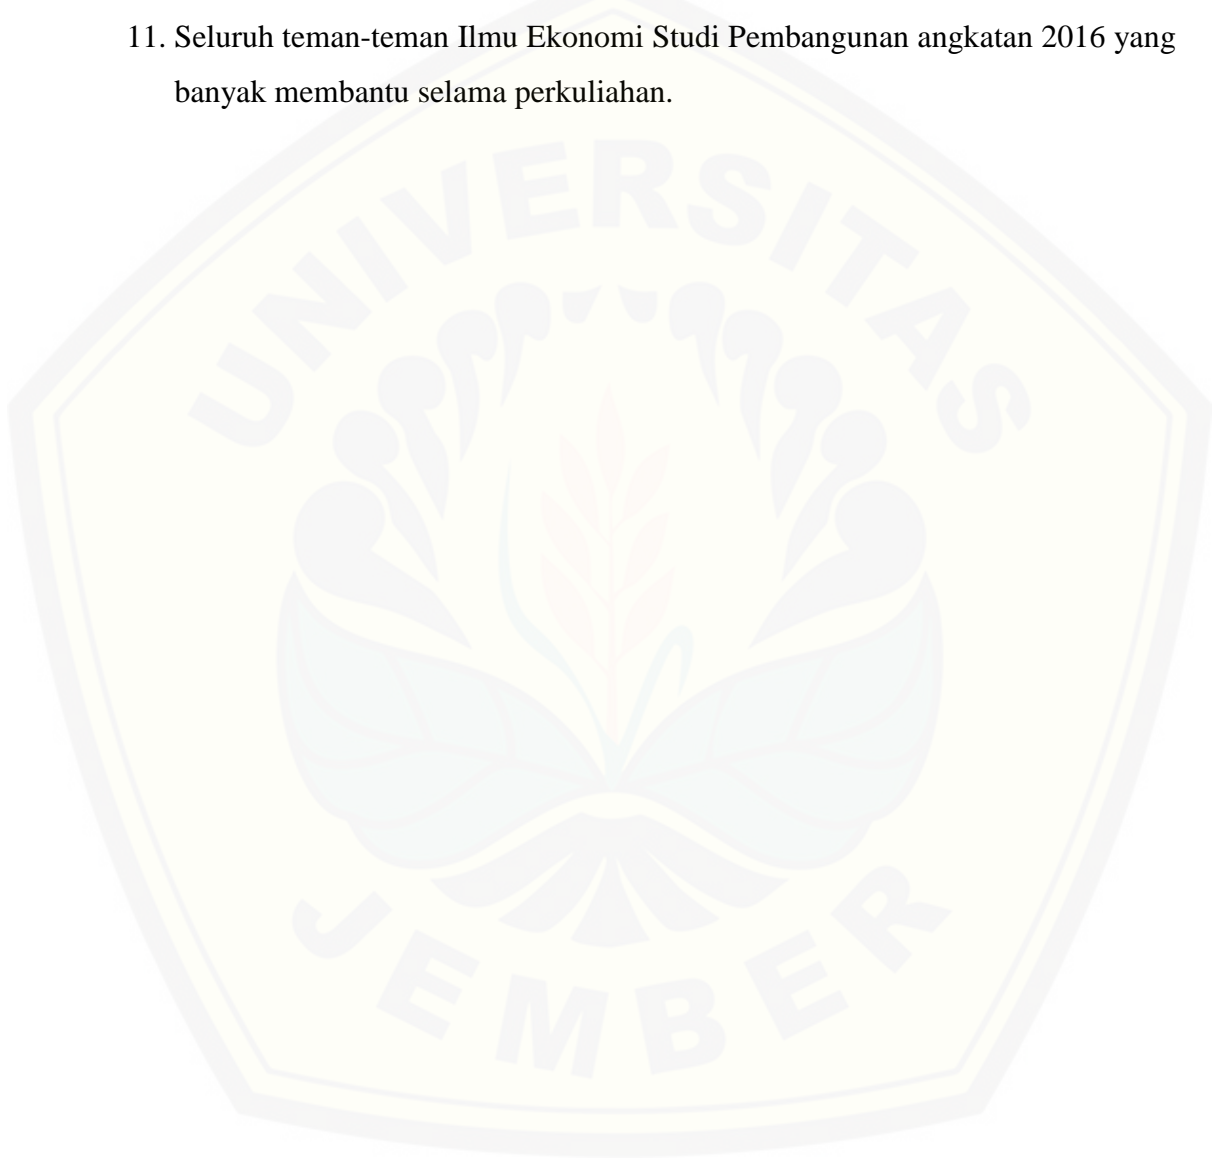 11. Seluruh teman-teman Ilmu Ekonomi Studi Pembangunan angkatan 2016 yang
banyak membantu selama perkuliahan.
UNIVERSITAS
JEMBER